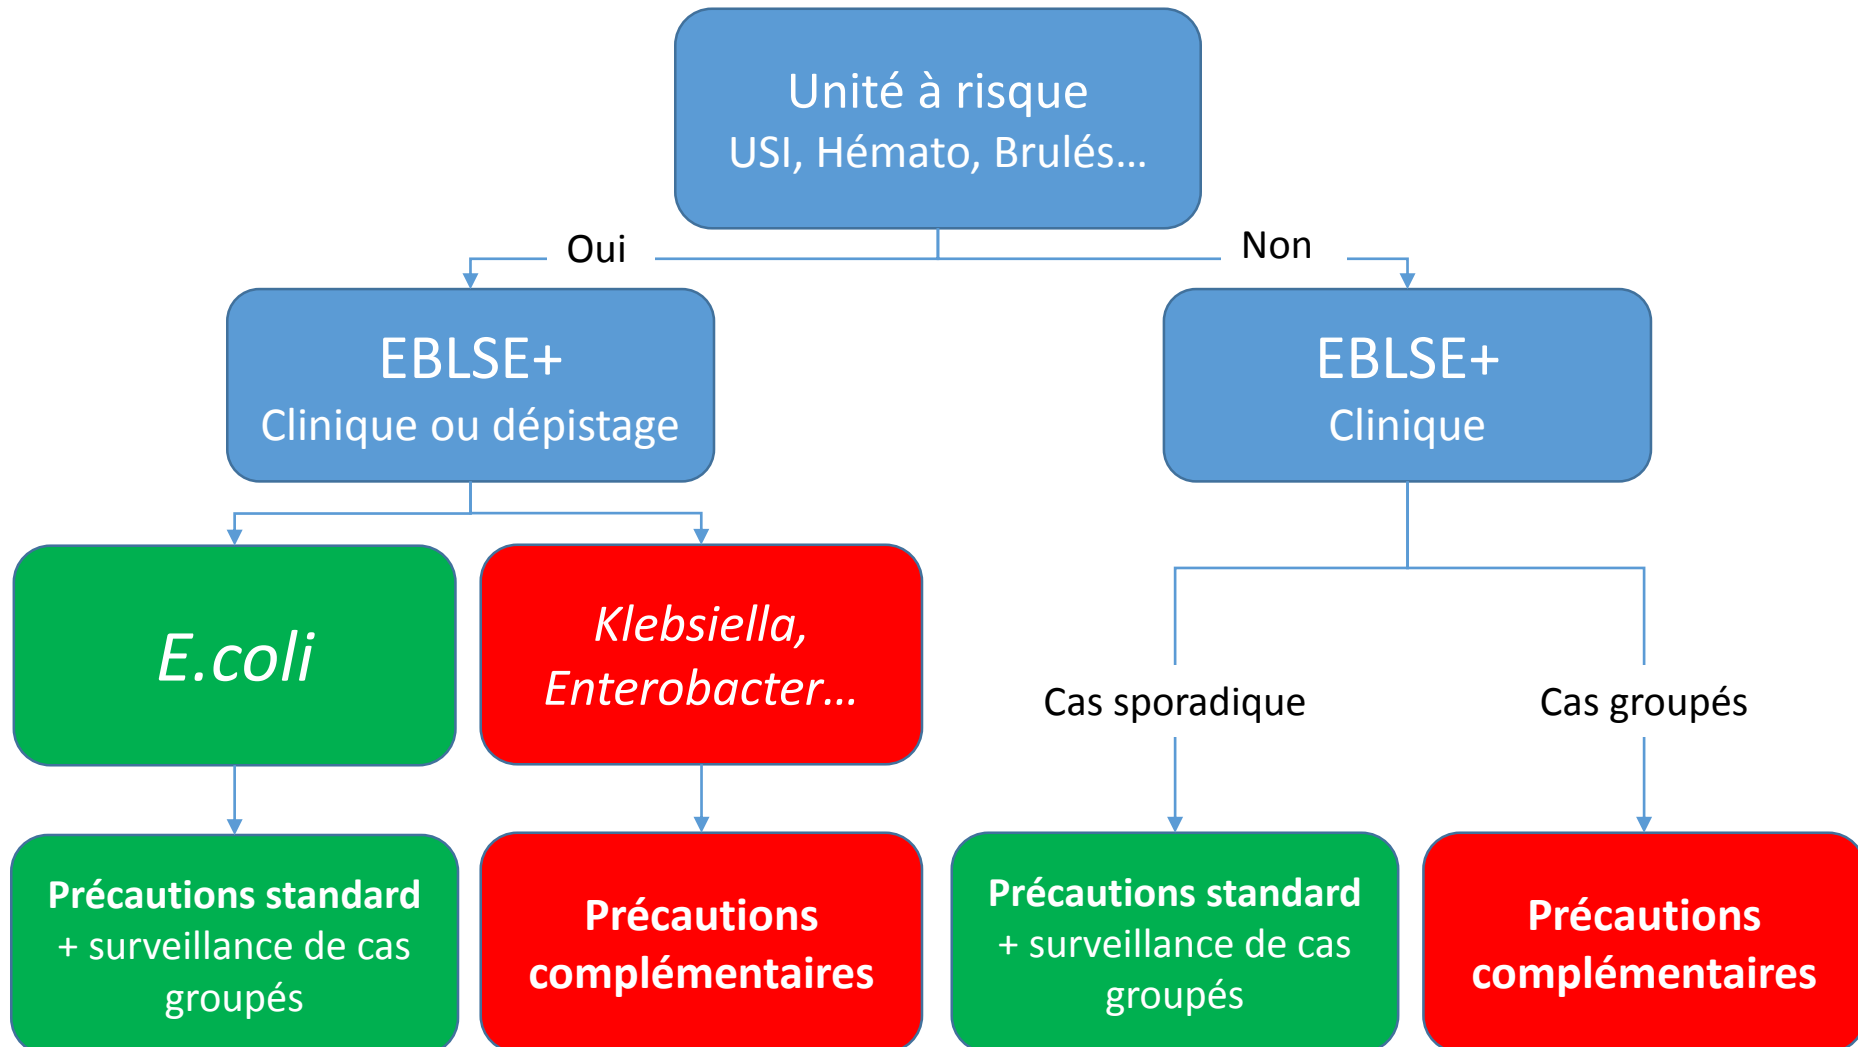 Unité à risque
USI, Hémato, Brulés...
Oui
Non
EBLSE+
Clinique ou dépistage
EBLSE+
Clinique
E.coli
Klebsiella,
Enterobacter...
Cas sporadique
Cas groupés
Précautions standard
+ surveillance de cas
groupés
Précautions
complémentaires
Précautions standard
+ surveillance de cas
groupés
Précautions
complémentaires